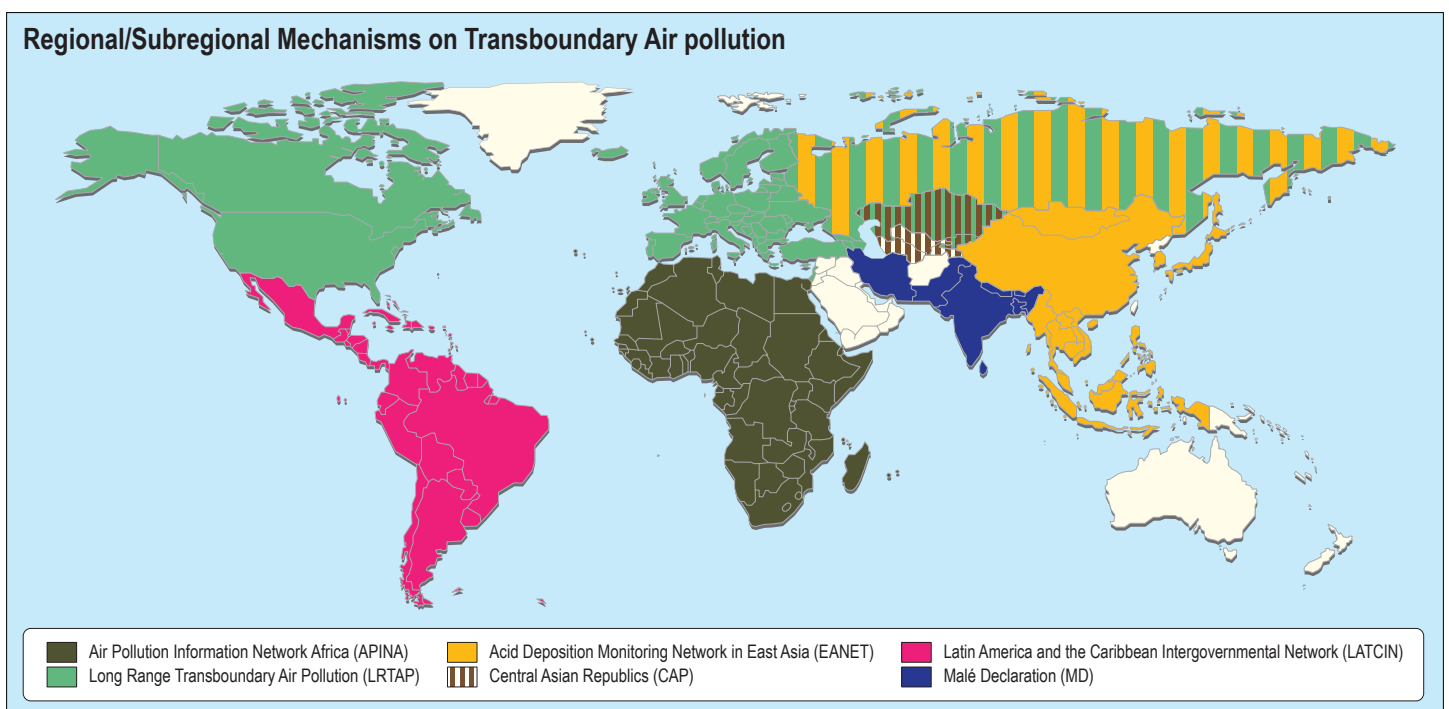 Regional/Subregional Mechanisms on Transboundary Air pollution
Air Pollution Information Network Africa (APINA)
Acid Deposition Monitoring Network in East Asia (EANET)
Latin America and the Caribbean Intergovernmental Network (LATCIN)
Long Range Transboundary Air Pollution (LRTAP)
Central Asian Republics (CAP)
Malé Declaration (MD)